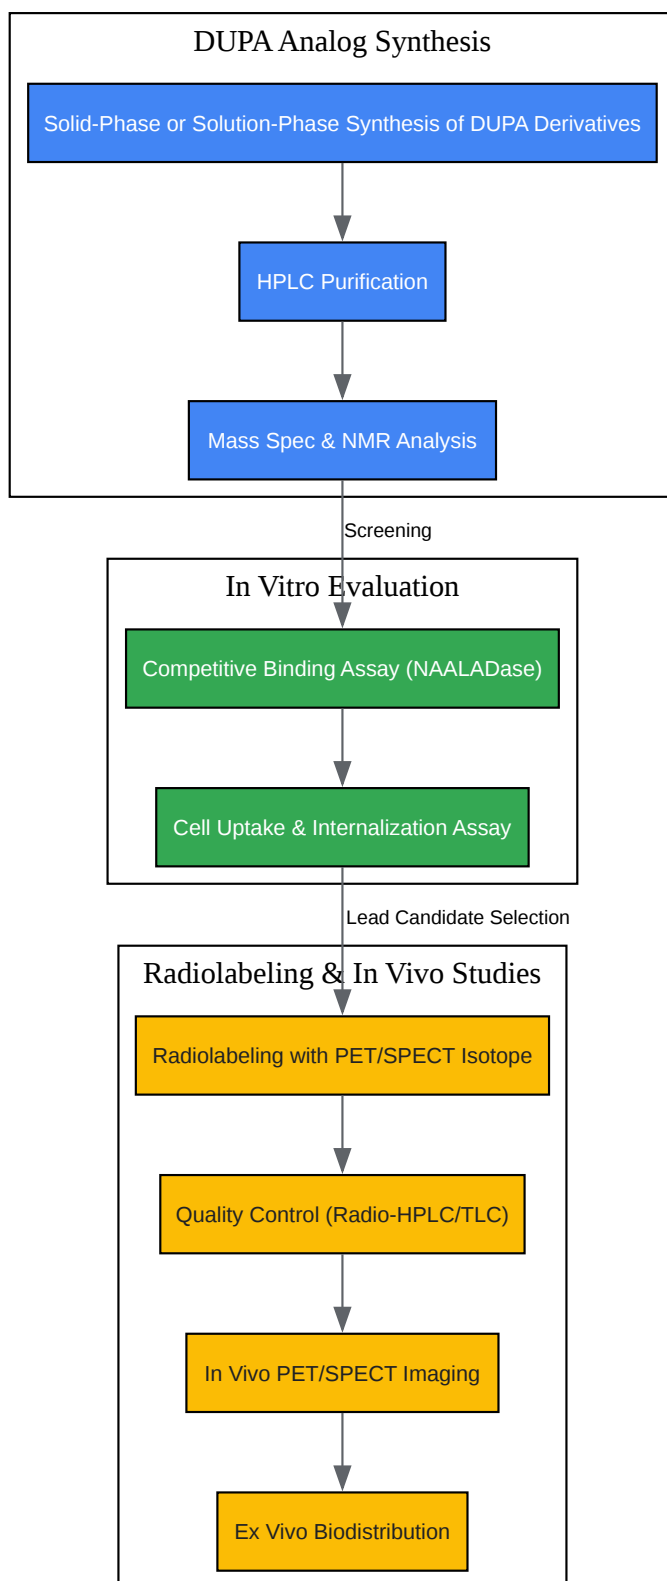 DUPA Analog Synthesis
Solid-Phase or Solution-Phase Synthesis of DUPA Derivatives
HPLC Purification
Mass Spec & NMR Analysis
Screening
In Vitro Evaluation
Competitive Binding Assay (NAALADase)
Cell Uptake & Internalization Assay
Lead Candidate Selection
Radiolabeling & In Vivo Studies
Radiolabeling with PET/SPECT Isotope
Quality Control (Radio-HPLC/TLC)
In Vivo PET/SPECT Imaging
Ex Vivo Biodistribution